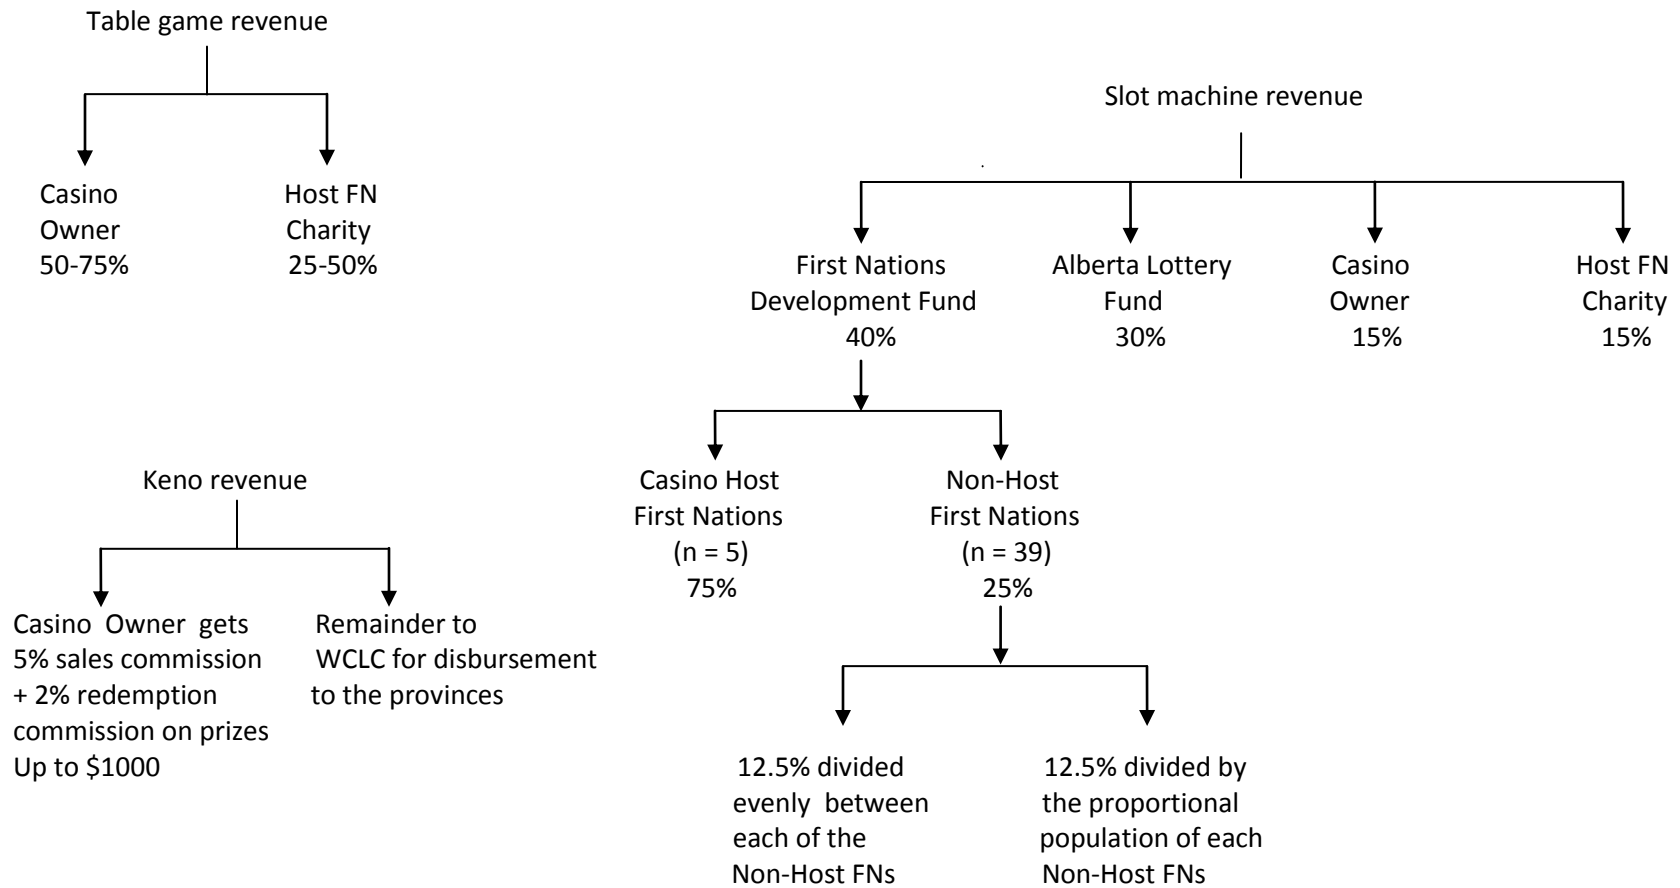 Table game revenue
Casino
Owner
50-75%
Host FN
Charity
25-50%
Slot machine revenue
First Nations
Development Fund
40%
Alberta Lottery
Fund
30%
Casino
Owner
15%
Host FN
Charity
15%
Casino Host
First Nations
(n = 5)
75%
Non-Host
First Nations
(n = 39)
25%
12.5% divided
evenly between
each of the
Non-Host FNs
12.5% divided by
the proportional
population of each
Non-Host FNs
Keno revenue
Casino Owner gets
5% sales commission
+ 2% redemption
commission on prizes
Up to $1000
Remainder to
WCLC for disbursement
to the provinces